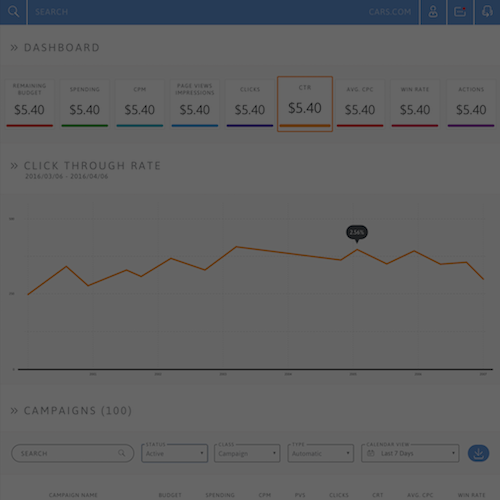 SEARCH CARS.COM
DASHBOARD
REMAINING BUDGET
$5.40
SPENDING
$5.40
CPM
$5.40
PAGE VIEWS IMPRESSIONS
$5.40
CLICKS
$5.40
CTR
$5.40
AVG. CPC
$5.40
WIN RATE
$5.40
ACTIONS
$5.40
CLICK THROUGH RATE
2016/03/06 - 2016/04/06
2.56%
CAMPAIGNS (100)
SEARCH
STATUS
Active
CLASS
Campaign
TYPE
Automatic
CALENDAR VIEW
Last 7 Days
CAMPAIGN NAME BUDGET SPENDING CPM PVS CLICKS CRT AVG. CPC WIN RATE